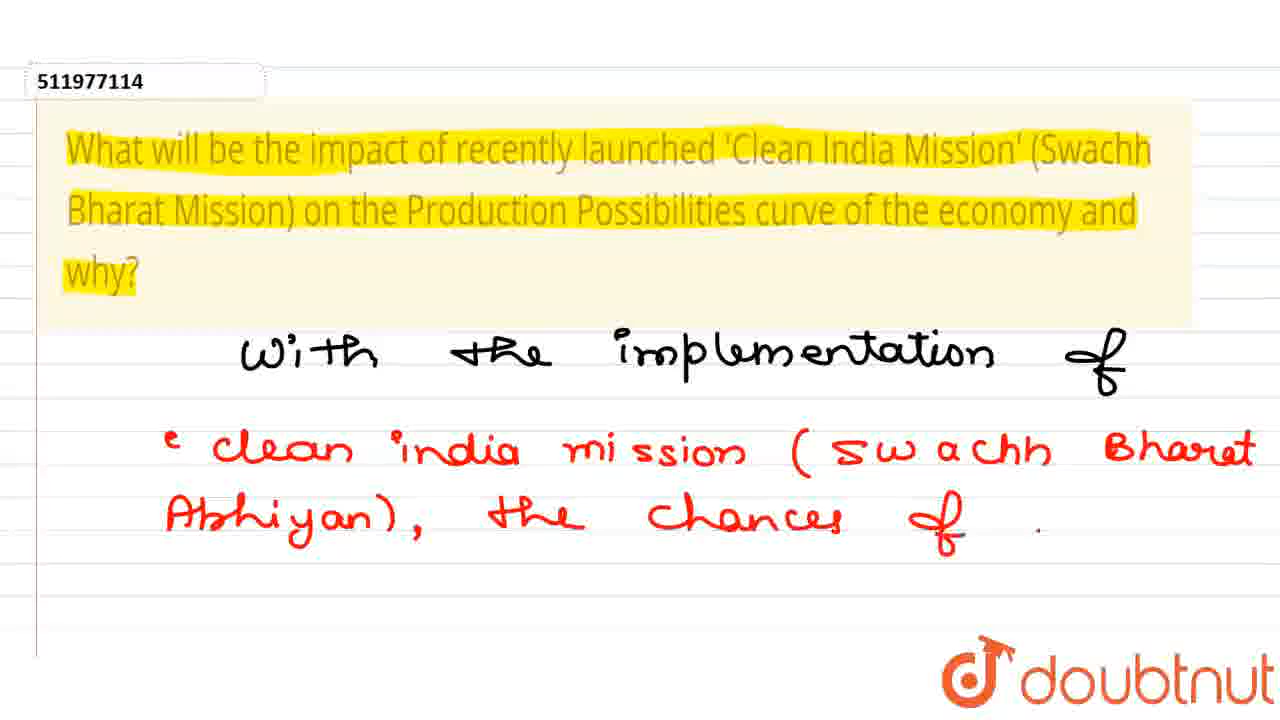 511977114
What will be the impact of recently launched 'Clean India Mission' (Swachh
Bharat Mission) on the Production Possibilities curve of the economy and
why?
With the implementation of
clean india mission (swachh Bharat
Abhiyan), the chances of
doubtnut